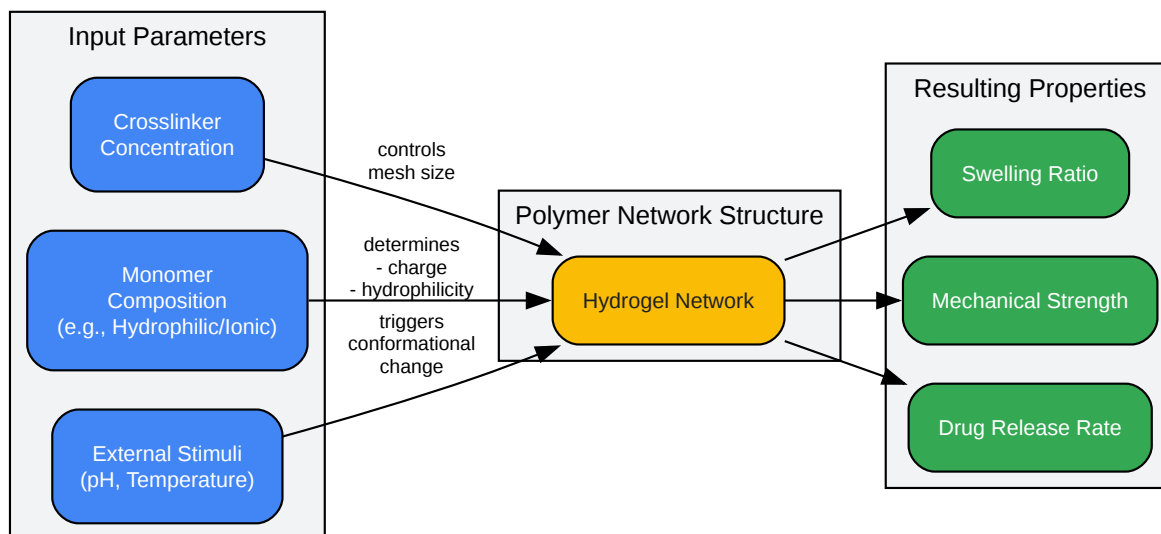 Input Parameters
Crosslinker
Concentration
Monomer
Composition
(e.g., Hydrophilic/Ionic)
External Stimuli
(pH, Temperature)
controls
mesh size
determines
- charge
- hydrophilicity
triggers
conformational
change
Polymer Network Structure
Hydrogel Network
Resulting Properties
Swelling Ratio
Mechanical Strength
Drug Release Rate